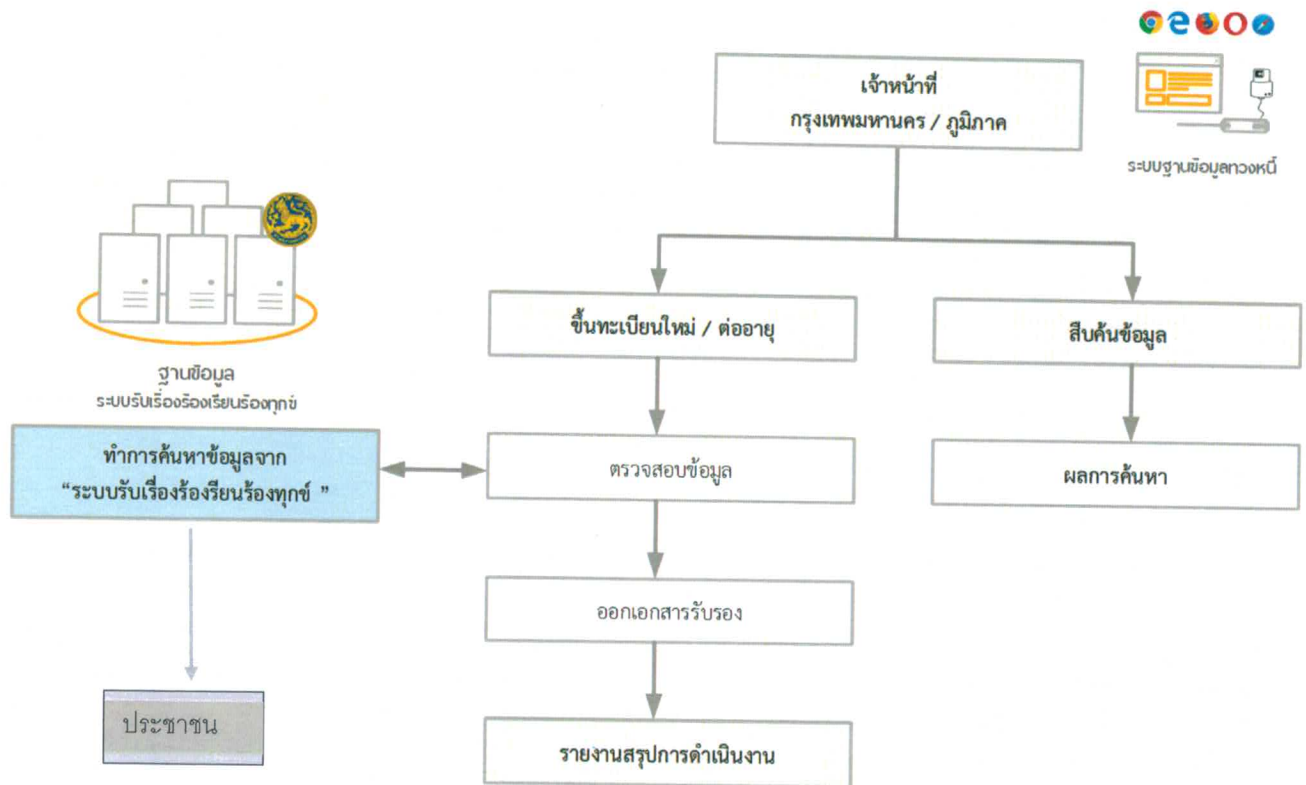 เจ้าหน้าที่
กรุงเทพมหานคร / ภูมิภาค
ระบบฐานข้อมูลทวงหนี้
ฐานข้อมูล
ระบบรับเรื่องร้องเรียนร้องทุกข์
ขึ้นทะเบียนใหม่ / ต่ออายุ
สืบค้นข้อมูล
ทำการค้นหาข้อมูลจาก
“ระบบรับเรื่องร้องรียนร้องทุกข์ ”
ตรวจสอบข้อมูล
ผลการค้นหา
ออกเอกสารรับรอง
ประชาชน
รายงานสรุปการดำเนินงาน